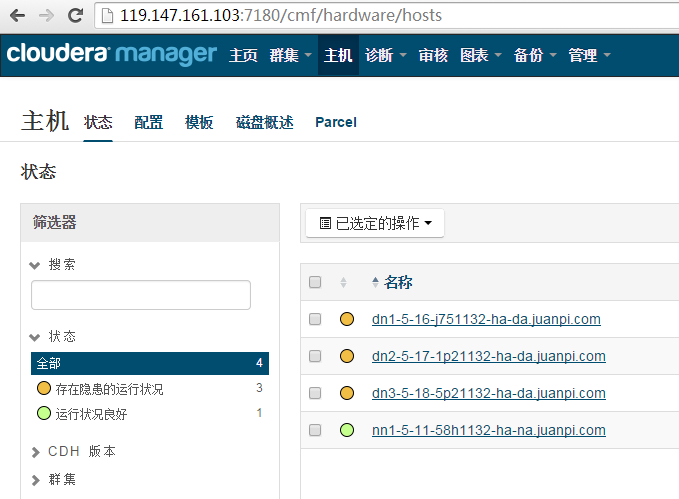 119.147.161.103:7180/cmf/hardware/hosts
cloudera manager 主页 群集 主机 诊断 审核 图表 备份 管理
主机 状态 配置 模板 磁盘概述 Parcel
状态
筛选器
搜索
状态
全部 4
存在隐患的运行状况 3
运行状况良好 1
CDH 版本
群集
已选定的操作
名称
dn1-5-16-j751132-ha-da.juanpi.com
dn2-5-17-1p21132-ha-da.juanpi.com
dn3-5-18-5p21132-ha-da.juanpi.com
nn1-5-11-58h1132-ha-na.juanpi.com